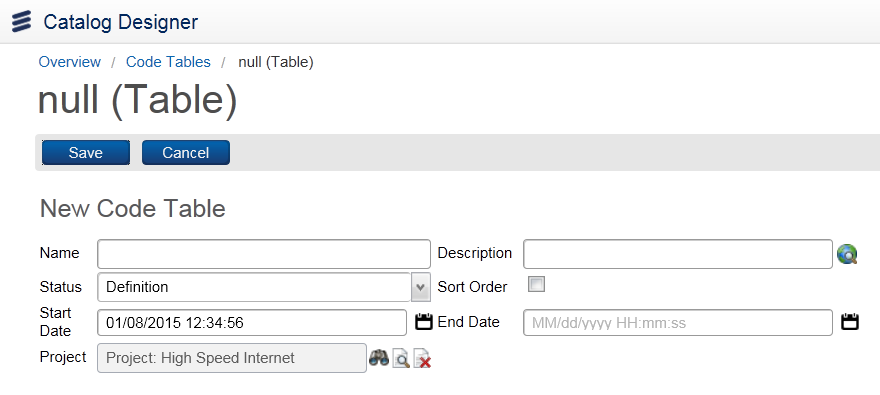 Catalog Designer
Overview / Code Tables / null (Table)
null (Table)
Save Cancel
New Code Table
Name Description
Status Definition Sort Order
Start Date 01/08/2015 12:34:56 End Date MM/dd/yyyy HH:mm:ss
Project Project: High Speed Internet